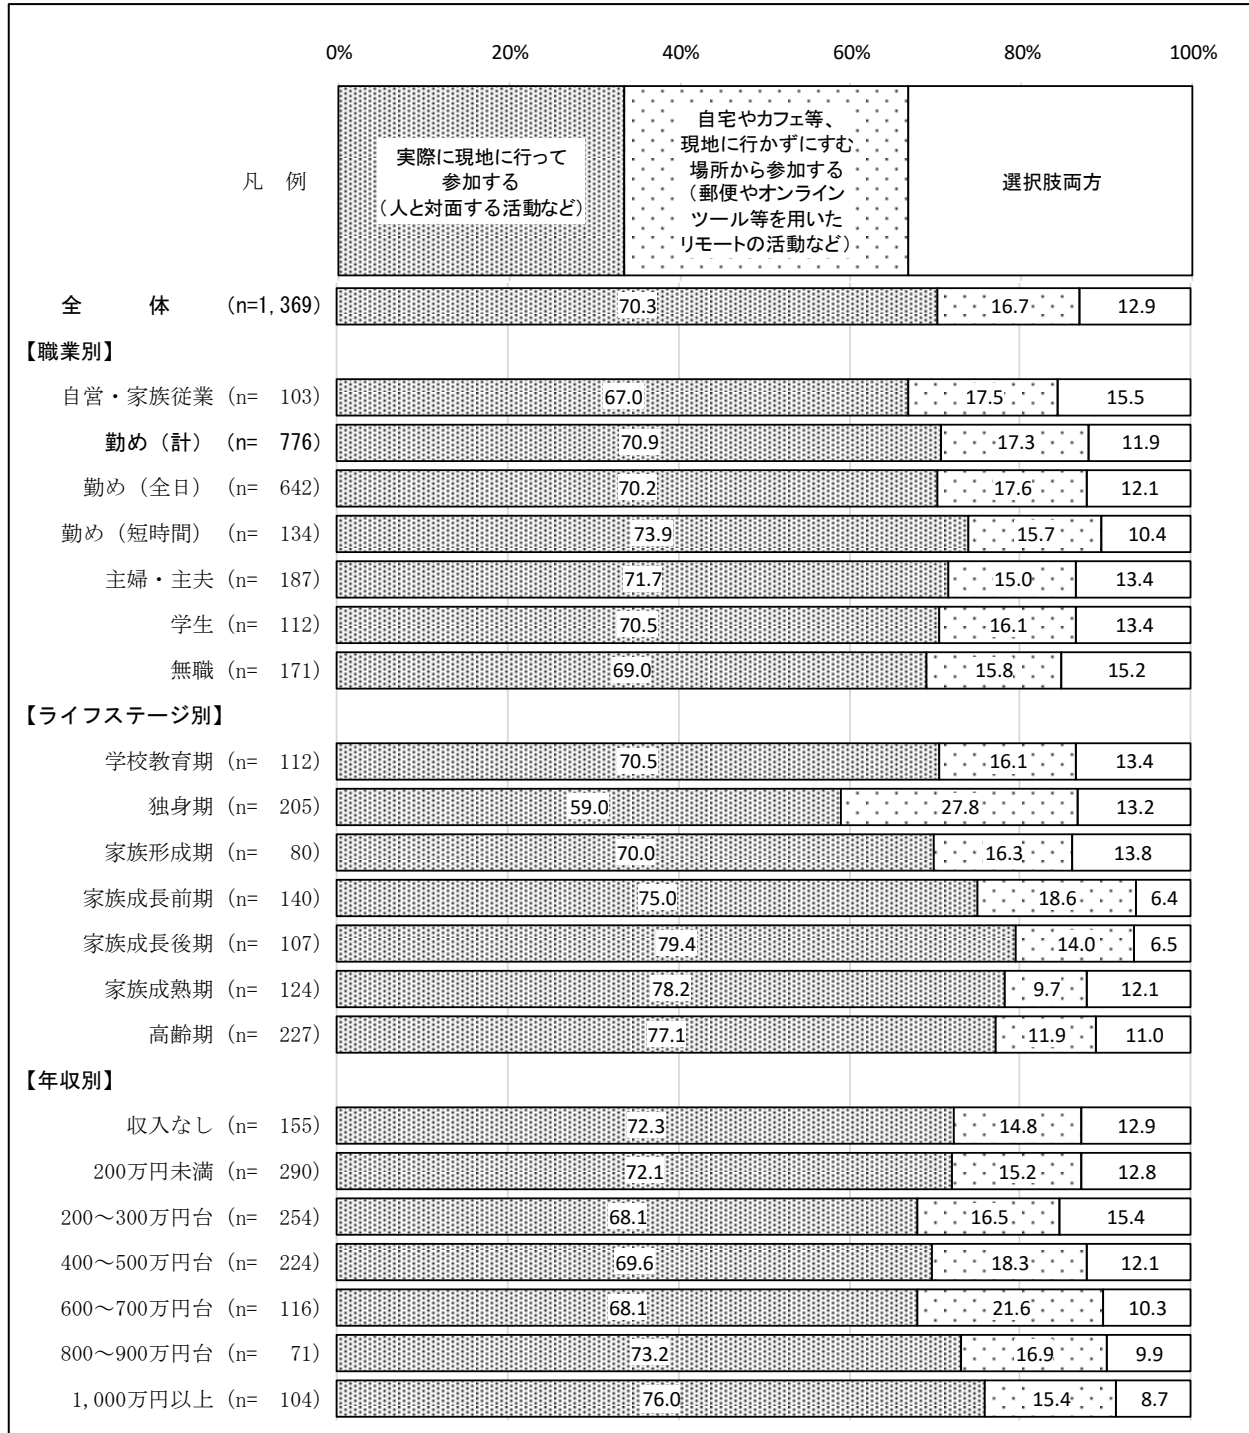 0% 20% 40% 60% 80% 100%
凡 例
実際に現地に行って
参加する
（人と対面する活動など）
自宅やカフェ等、
現地に行かずにすむ
場所から参加する
（郵便やオンライン
ツール等を用いた
リモートの活動など）
選択肢両方
全 体 (n=1,369) 70.3 16.7 12.9
【職業別】
自営・家族従業 (n= 103) 67.0 17.5 15.5
勤め（計） (n= 776) 70.9 17.3 11.9
勤め（全日） (n= 642) 70.2 17.6 12.1
勤め（短時間） (n= 134) 73.9 15.7 10.4
主婦・主夫 (n= 187) 71.7 15.0 13.4
学生 (n= 112) 70.5 16.1 13.4
無職 (n= 171) 69.0 15.8 15.2
【ライフステージ別】
学校教育期 (n= 112) 70.5 16.1 13.4
独身期 (n= 205) 59.0 27.8 13.2
家族形成期 (n= 80) 70.0 16.3 13.8
家族成長前期 (n= 140) 75.0 18.6 6.4
家族成長後期 (n= 107) 79.4 14.0 6.5
家族成熟期 (n= 124) 78.2 9.7 12.1
高齢期 (n= 227) 77.1 11.9 11.0
【年収別】
収入なし (n= 155) 72.3 14.8 12.9
200万円未満 (n= 290) 72.1 15.2 12.8
200～300万円台 (n= 254) 68.1 16.5 15.4
400～500万円台 (n= 224) 69.6 18.3 12.1
600～700万円台 (n= 116) 68.1 21.6 10.3
800～900万円台 (n= 71) 73.2 16.9 9.9
1,000万円以上 (n= 104) 76.0 15.4 8.7